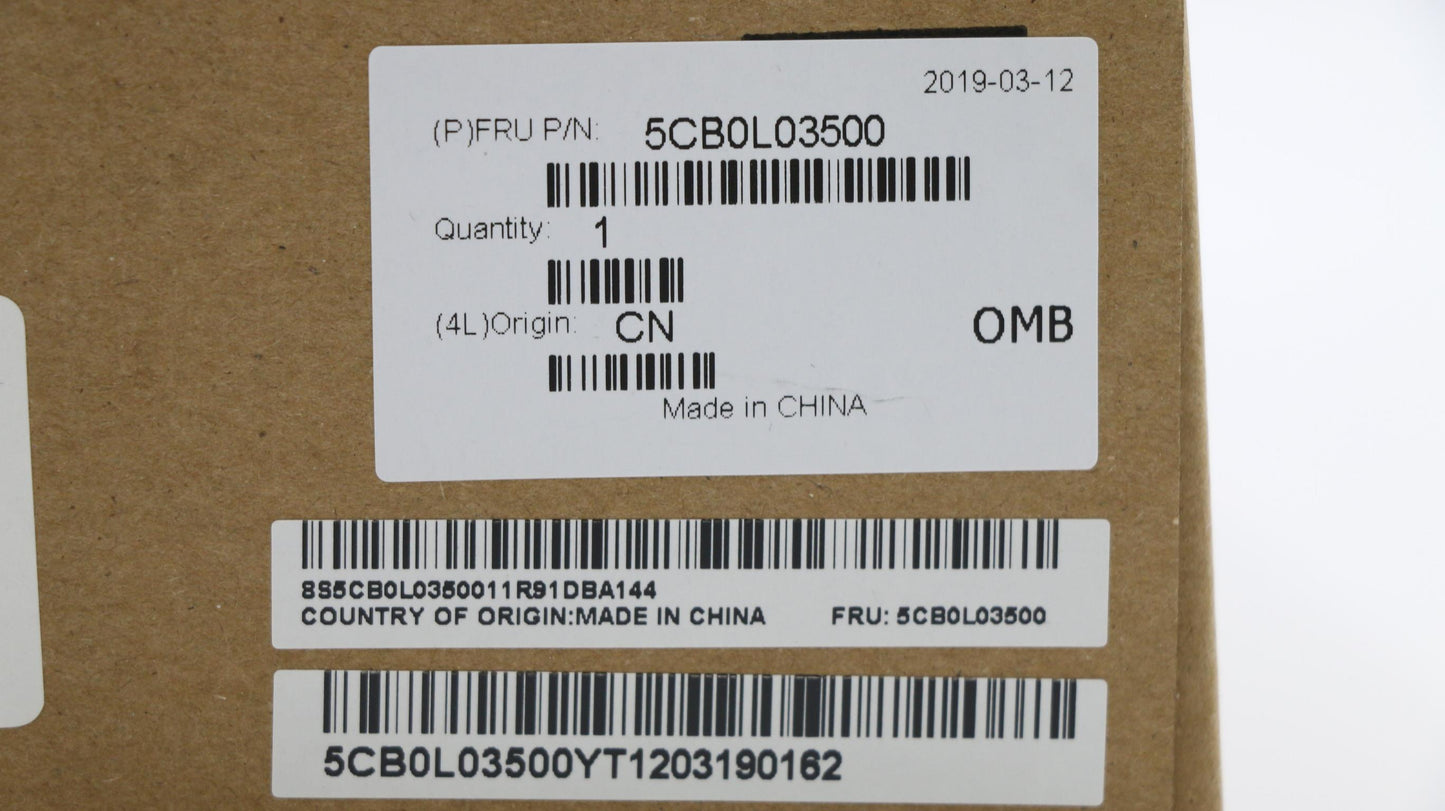 2019-03-12
(P)FRU P/N: 5CB0L03500
Quantity: 1
(4L)Origin: CN
OMB
Made in CHINA
8S5CB0L0350011R91DBA144
COUNTRY OF ORIGIN:MADE IN CHINA FRU: 5CB0L03500
5CB0L03500YT1203190162